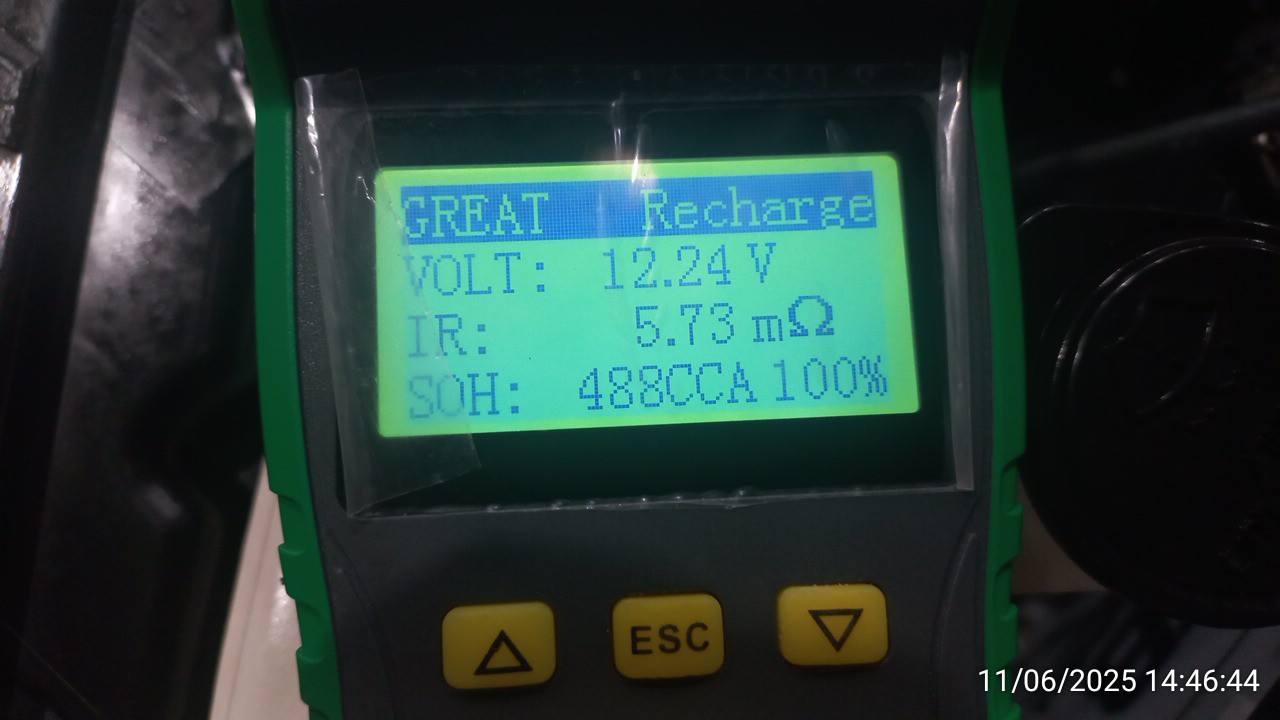 GREAT Recharge
VOLT: 12.24 V
IR: 5.73 mΩ
SOH: 488CCA 100%
ESC
11/06/2025 14:46:44